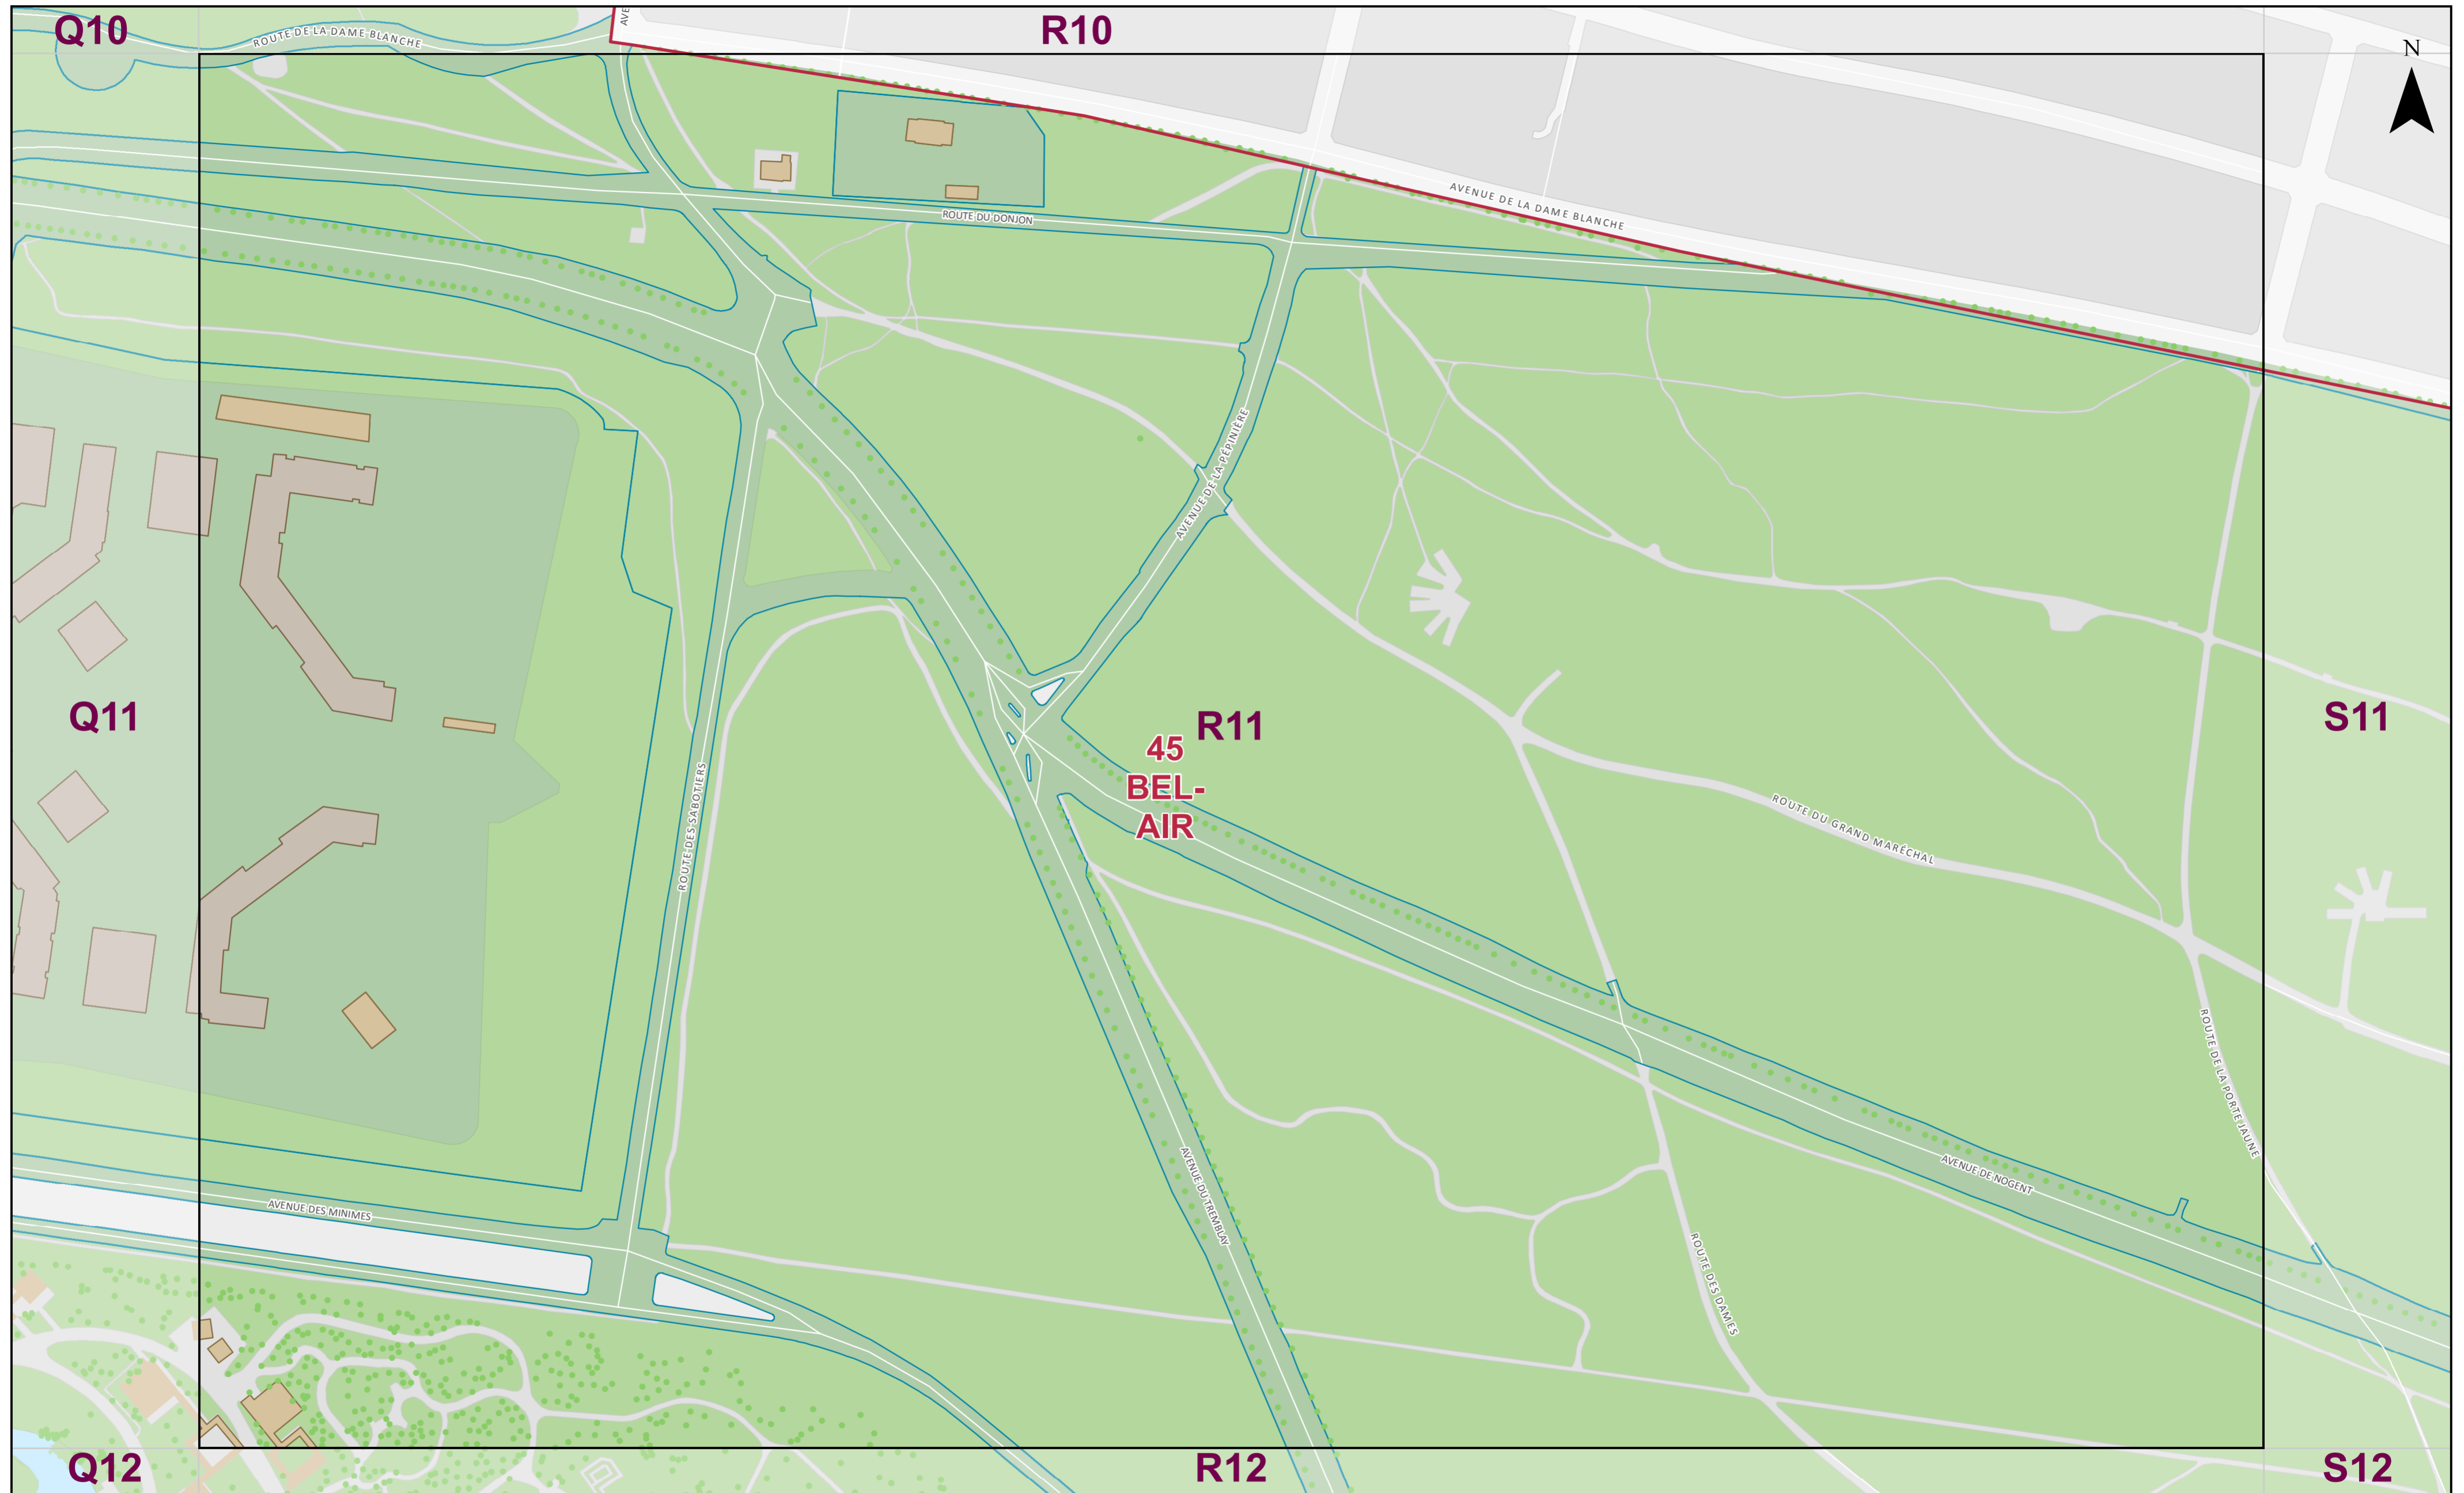 Q10
R10
AVE
N
ROUTE DE LA DAME BLANCHE
AVENUE DE LA DAME BLANCHE
ROUTE DU DONJON
AVENUE DE LA PÉPINIÈRE
Q11
R11
S11
45
BEL-
AIR
ROUTE DES SABOTIERS
ROUTE DU GRAND MARÉCHAL
ROUTE DE LA PORTE JAUNE
AVENUE DE NOGENT
AVENUE DU TREMBLAY
AVENUE DES MINIMES
ROUTE DES DAMES
Q12
R12
S12